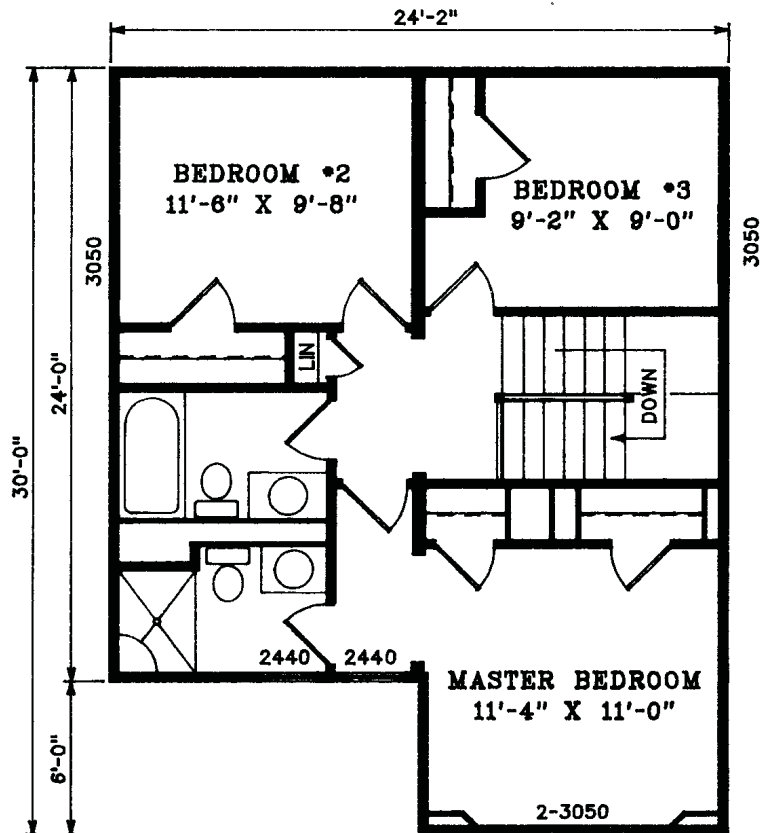 24'-2"
BEDROOM #2
11'-6" X 9'-8"
BEDROOM #3
9'-2" X 9'-0"
3050
3050
LIN
24'-0"
DOWN
30'-0"
2440
2440
MASTER BEDROOM
11'-4" X 11'-0"
6'-0"
2-3050